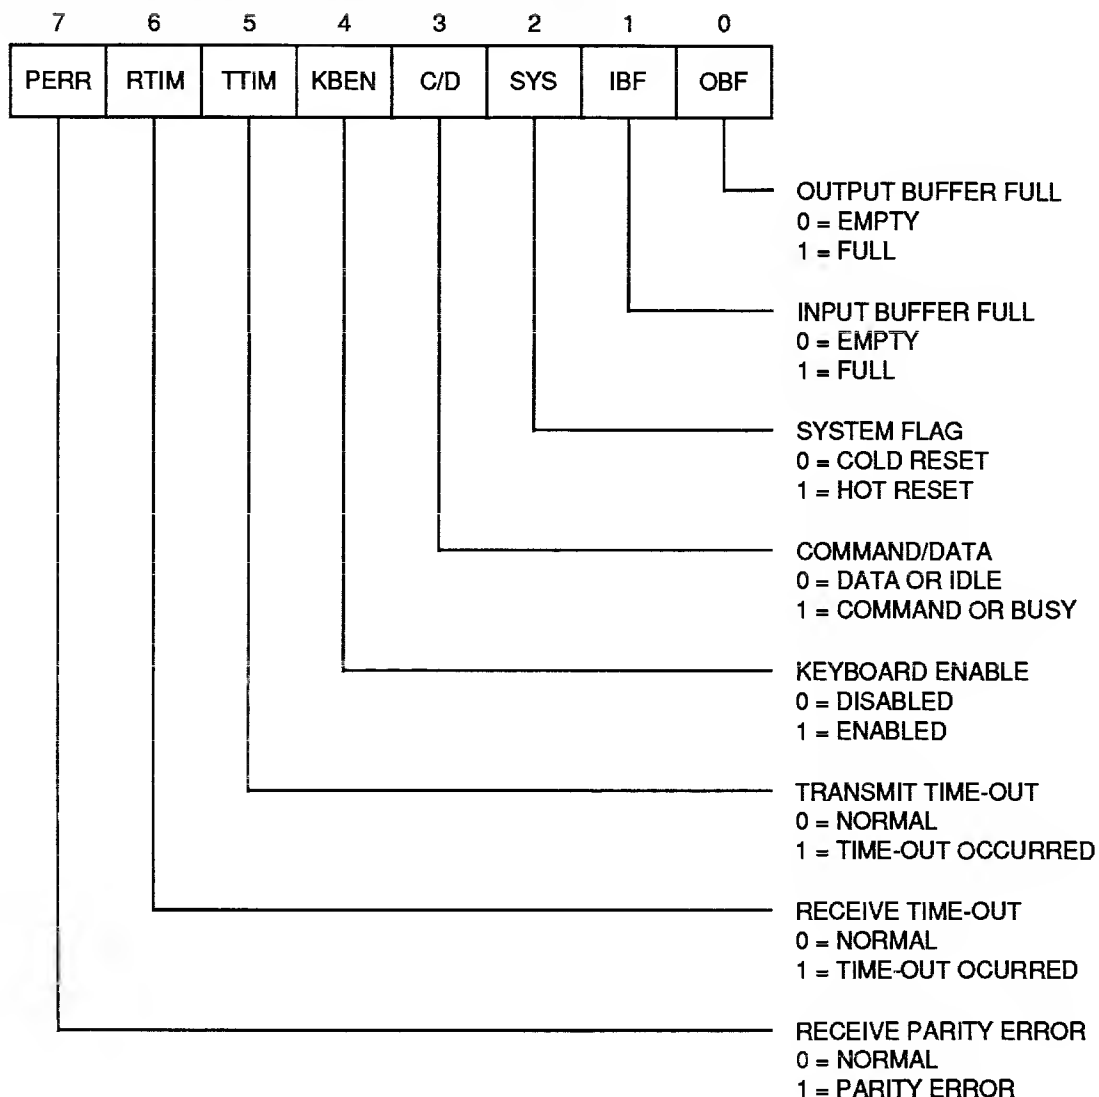 7 6 5 4 3 2 1 0
PERR RTIM TTIM KBEN C/D SYS IBF OBF
OUTPUT BUFFER FULL
0 = EMPTY
1 = FULL
INPUT BUFFER FULL
0 = EMPTY
1 = FULL
SYSTEM FLAG
0 = COLD RESET
1 = HOT RESET
COMMAND/DATA
0 = DATA OR IDLE
1 = COMMAND OR BUSY
KEYBOARD ENABLE
0 = DISABLED
1 = ENABLED
TRANSMIT TIME-OUT
0 = NORMAL
1 = TIME-OUT OCCURRED
RECEIVE TIME-OUT
0 = NORMAL
1 = TIME-OUT OCURRED
RECEIVE PARITY ERROR
0 = NORMAL
1 = PARITY ERROR